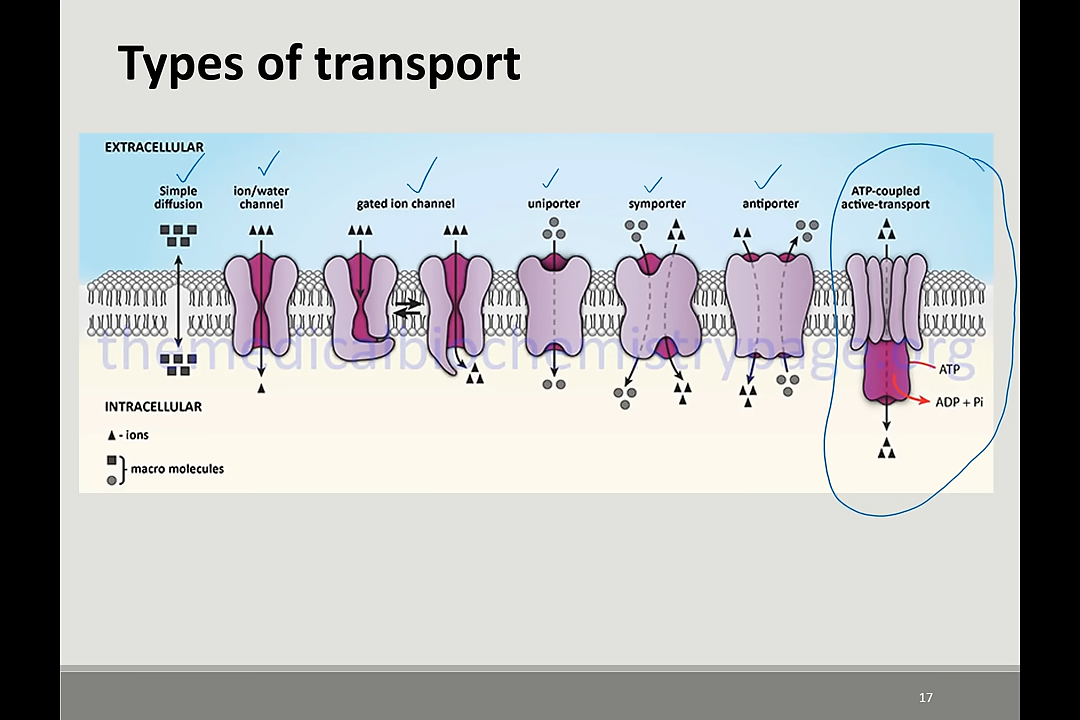 Types of transport
EXTRACELLULAR
Simple
diffusion
ion/water
channel
gated ion channel
uniporter
symporter
antiporter
ATP-coupled
active-transport
themedicalbiochemistrypage.org
ATP
ADP + Pi
INTRACELLULAR
- ions
macro molecules
17